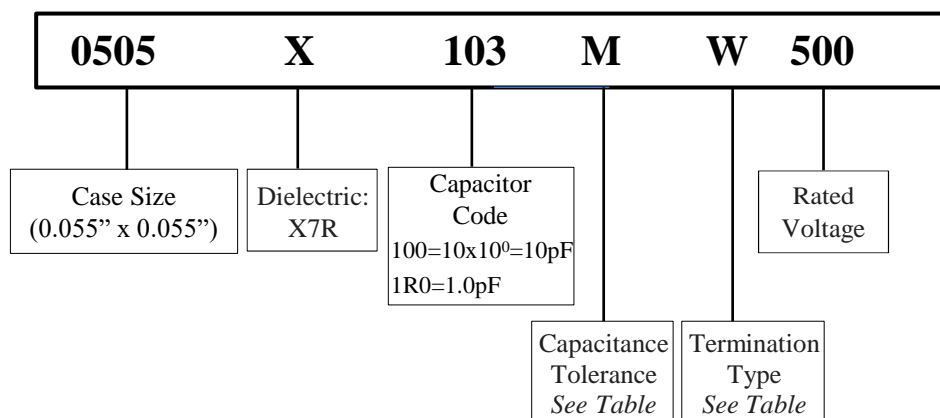 0505 X 103 M W 500
Case Size
(0.055” x 0.055”)
Dielectric:
X7R
Capacitor
Code
100=10x10⁰=10pF
1R0=1.0pF
Rated
Voltage
Capacitance
Tolerance
See Table
Termination
Type
See Table